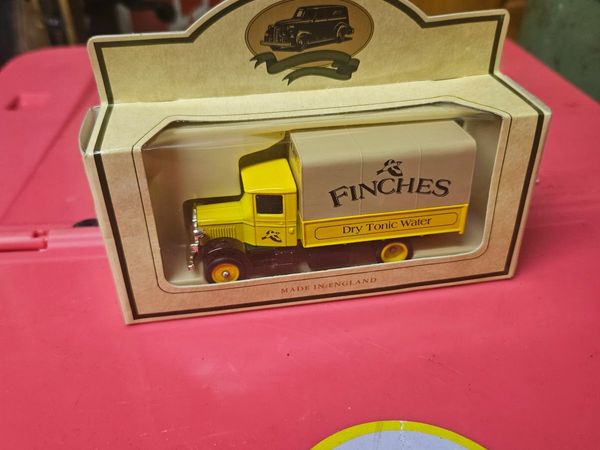 FINCHES
Dry Tonic Water
MADE IN ENGLAND